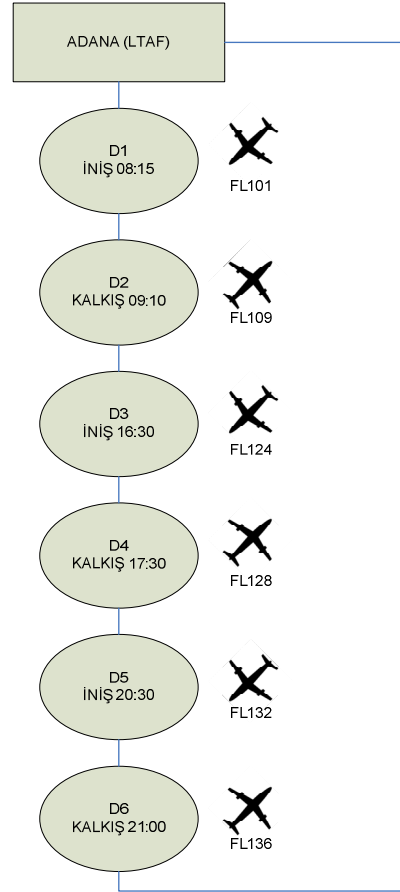 ADANA (LTAF)
D1
İNİŞ 08:15
FL101
D2
KALKIŞ 09:10
FL109
D3
İNİŞ 16:30
FL124
D4
KALKIŞ 17:30
FL128
D5
İNİŞ 20:30
FL132
D6
KALKIŞ 21:00
FL136